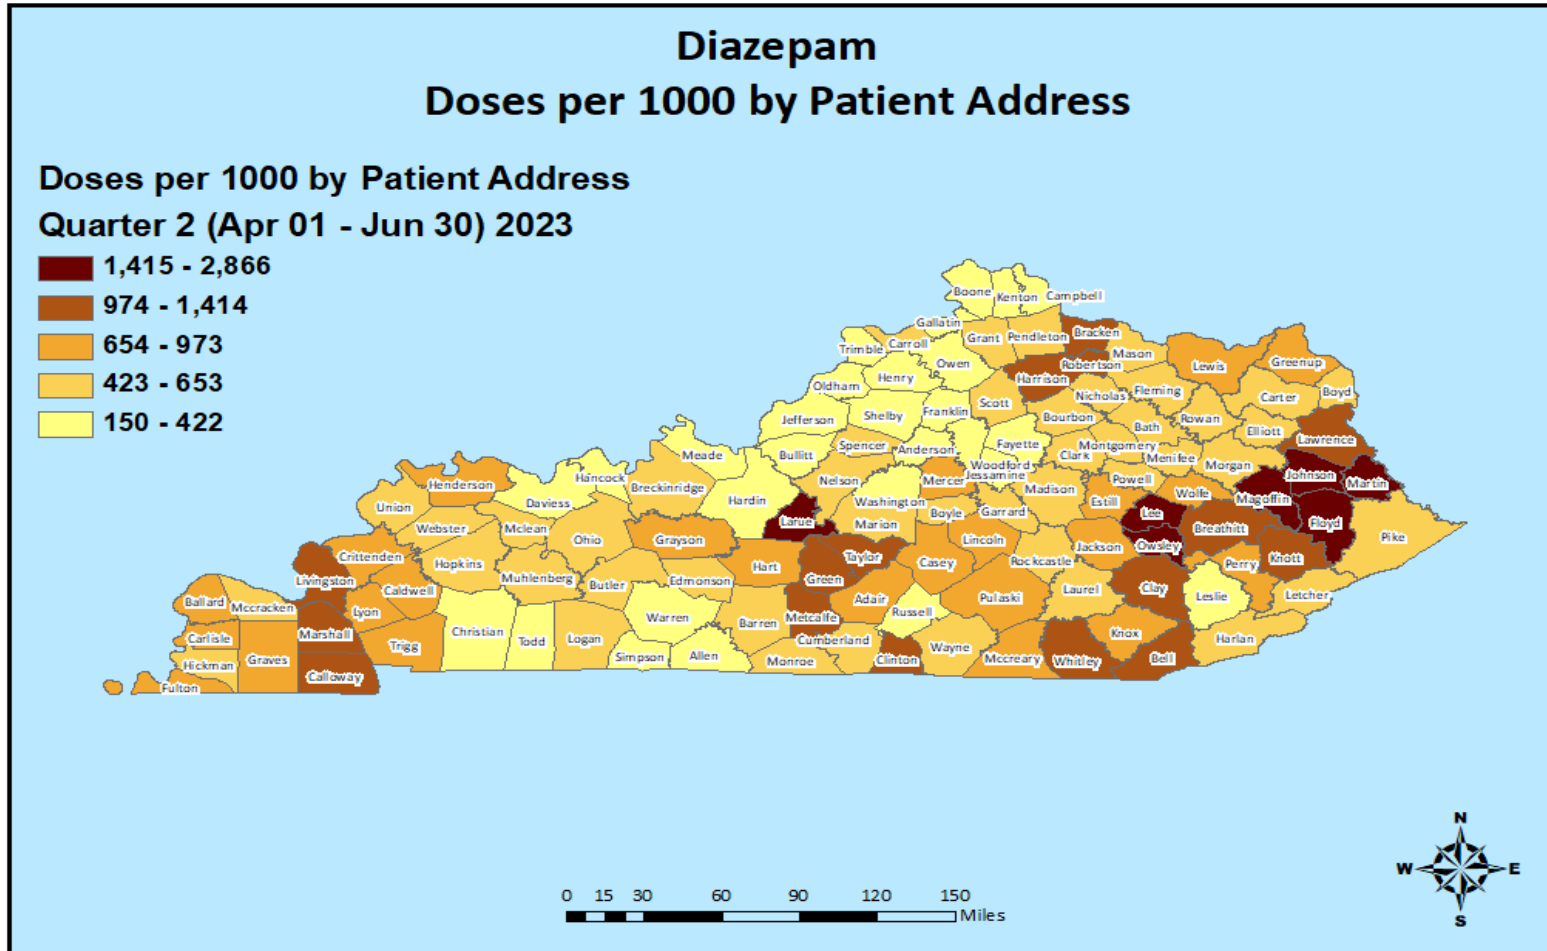 Diazepam
Doses per 1000 by Patient Address
Doses per 1000 by Patient Address
Quarter 2 (Apr 01 - Jun 30) 2023
1,415 - 2,866
974 - 1,414
654 - 973
423 - 653
150 - 422
Boone
Kenton
Campbell
Gallatin
Grant
Pendleton
Bracken
Trimble
Carroll
Owen
Robertson
Mason
Lewis
Greenup
Oldham
Henry
Harrison
Nicholas
Fleming
Carter
Boyd
Jefferson
Shelby
Franklin
Scott
Bourbon
Bath
Rowan
Elliott
Lawrence
Meade
Bullitt
Spencer
Anderson
Fayette
Woodford
Jessamine
Clark
Montgomery
Menifee
Morgan
Johnson
Martin
Henderson
Daviess
Hancock
Breckinridge
Hardin
Nelson
Washington
Mercer
Madison
Powell
Estill
Wolfe
Magoffin
Union
Webster
Mclean
Ohio
Grayson
Larue
Marion
Boyle
Garrard
Lee
Breathitt
Floyd
Pike
Crittenden
Hopkins
Muhlenberg
Butler
Edmonson
Hart
Green
Taylor
Casey
Lincoln
Rockcastle
Jackson
Owsley
Perry
Knott
Livingston
Caldwell
Lyon
Ballard
Mccracken
Marshall
Trigg
Christian
Todd
Logan
Warren
Barren
Metcalfe
Adair
Russell
Pulaski
Laurel
Clay
Leslie
Letcher
Carlisle
Hickman
Graves
Fulton
Calloway
Simpson
Allen
Monroe
Cumberland
Clinton
Wayne
Mccreary
Whitley
Knox
Bell
Harlan
N
W
E
S
0 15 30 60 90 120 150
Miles